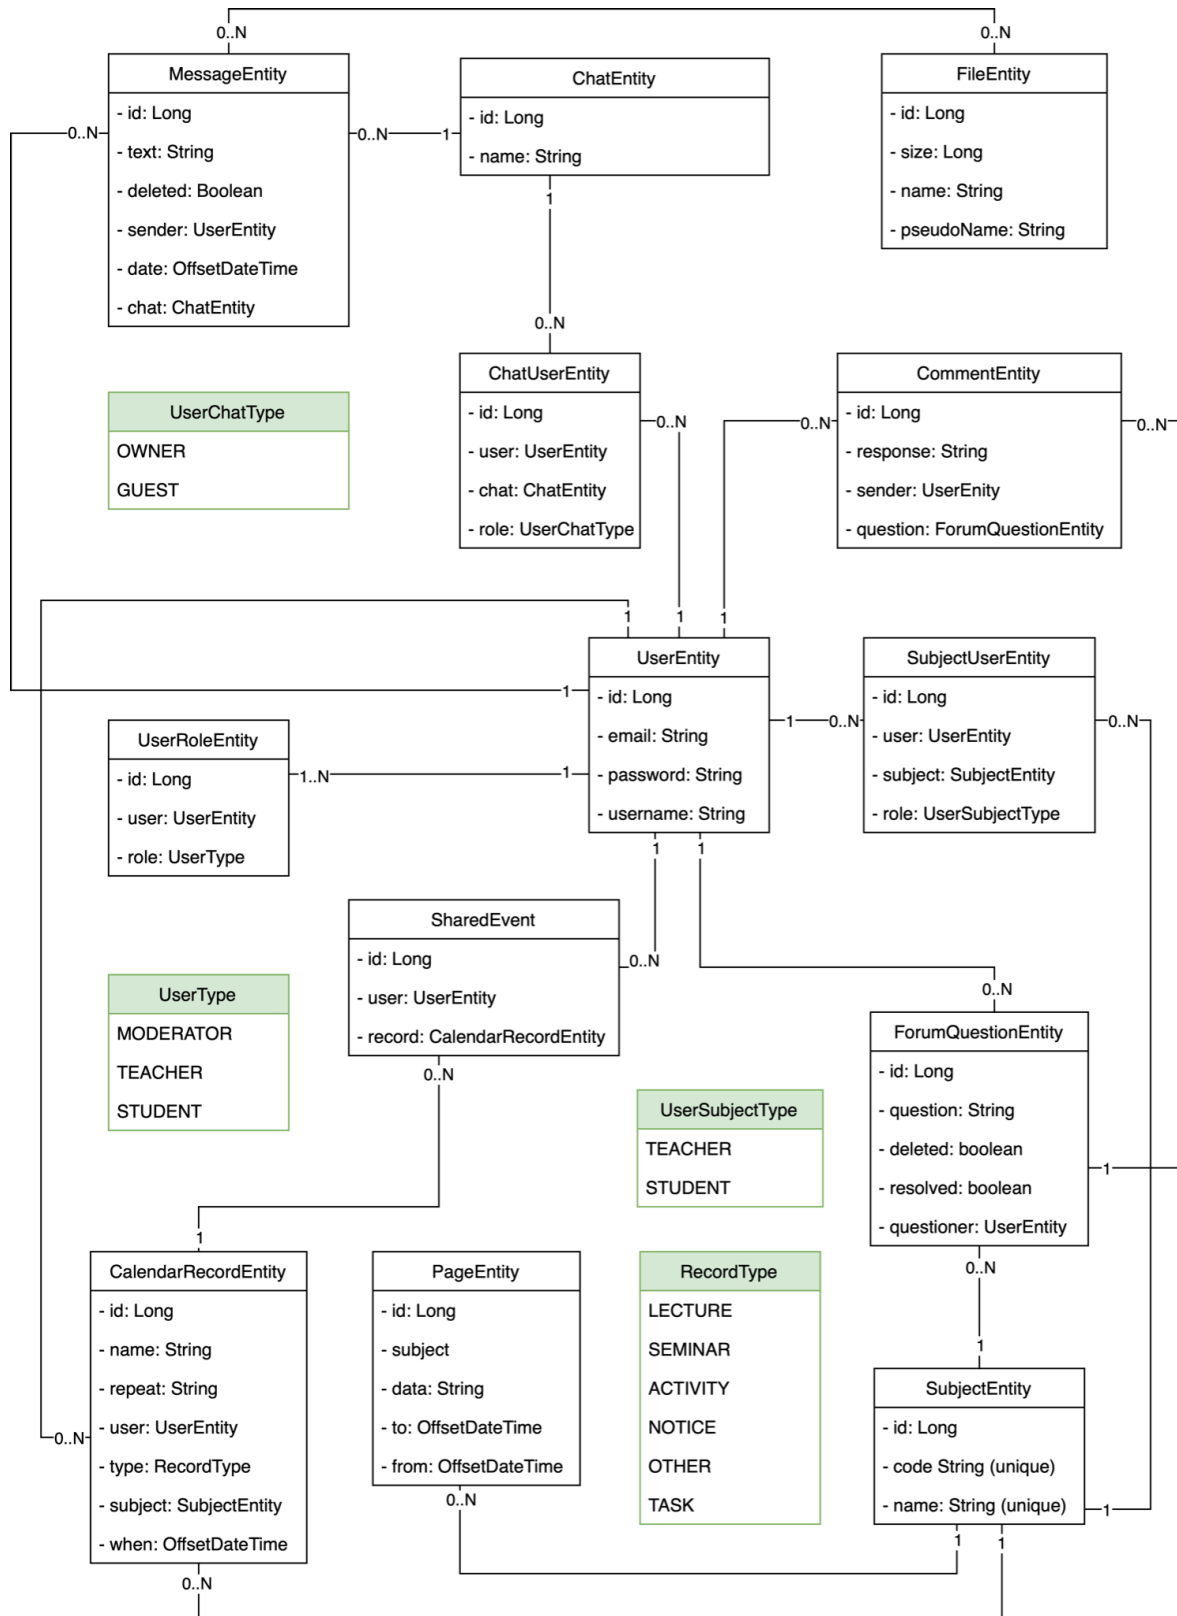 0..N
0..N
MessageEntity
- id: Long
- text: String
- deleted: Boolean
- sender: UserEntity
- date: OffsetDateTime
- chat: ChatEntity
0..N
0..N
1
ChatEntity
- id: Long
- name: String
1
0..N
FileEntity
- id: Long
- size: Long
- name: String
- pseudoName: String
UserChatType
OWNER
GUEST
ChatUserEntity
- id: Long
- user: UserEntity
- chat: ChatEntity
- role: UserChatType
0..N
0..N
CommentEntity
- id: Long
- response: String
- sender: UserEnity
- question: ForumQuestionEntity
0..N
1
1
1
1
UserEntity
- id: Long
- email: String
- password: String
- username: String
1
0..N
SubjectUserEntity
- id: Long
- user: UserEntity
- subject: SubjectEntity
- role: UserSubjectType
0..N
UserRoleEntity
- id: Long
- user: UserEntity
- role: UserType
1..N
1
1
1
SharedEvent
- id: Long
- user: UserEntity
- record: CalendarRecordEntity
0..N
0..N
0..N
UserType
MODERATOR
TEACHER
STUDENT
ForumQuestionEntity
- id: Long
- question: String
- deleted: boolean
- resolved: boolean
- questioner: UserEntity
1
0..N
UserSubjectType
TEACHER
STUDENT
1
CalendarRecordEntity
- id: Long
- name: String
- repeat: String
- user: UserEntity
- type: RecordType
- subject: SubjectEntity
- when: OffsetDateTime
0..N
0..N
PageEntity
- id: Long
- subject
- data: String
- to: OffsetDateTime
- from: OffsetDateTime
0..N
RecordType
LECTURE
SEMINAR
ACTIVITY
NOTICE
OTHER
TASK
1
SubjectEntity
- id: Long
- code String (unique)
- name: String (unique)
1
1
1